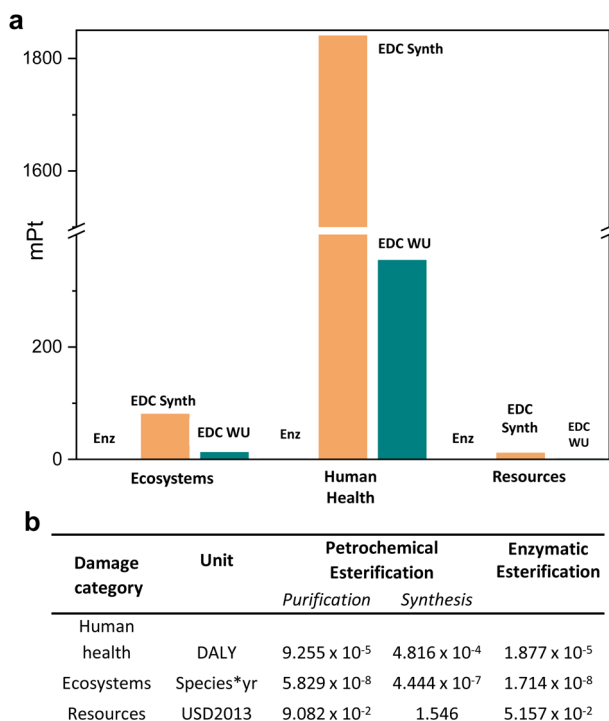 a
1800
1600
mPt
200
0
EDC Synth
EDC WU
EDC Synth
EDC WU
Enz
Enz
Enz
EDC
Synth
EDC
WU
Ecosystems
Human
Health
Resources
b
Damage
category
Unit
Petrochemical
Esterification
Enzymatic
Esterification
Purification Synthesis
Human
health DALY 9.255 x 10⁻⁵ 4.816 x 10⁻⁴ 1.877 x 10⁻⁵
Ecosystems Species*yr 5.829 x 10⁻⁸ 4.444 x 10⁻⁷ 1.714 x 10⁻⁸
Resources USD2013 9.082 x 10⁻² 1.546 5.157 x 10⁻²